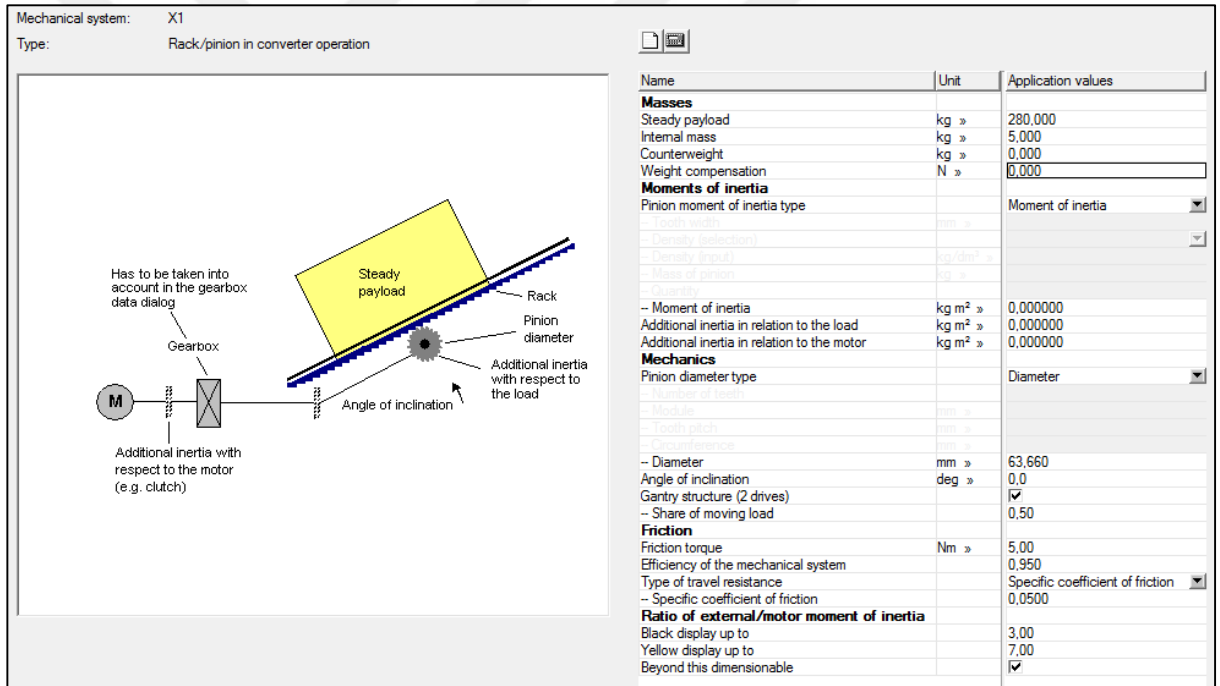 Mechanical system: X1
Type: Rack/pinion in converter operation
Has to be taken into
account in the gearbox
data dialog
Gearbox
M
Additional inertia with
respect to the motor
(e.g. clutch)
Steady
payload
Rack
Pinion
diameter
Additional inertia
with respect to
the load
Angle of inclination
Name Unit Application values
Masses
Steady payload kg » 280,000
Internal mass kg » 5,000
Counterweight kg » 0,000
Weight compensation N » 0,000
Moments of inertia
Pinion moment of inertia type Moment of inertia
-- Tooth width mm »
-- Density (selection)
-- Density (input) kg/dm³ »
-- Mass of pinion kg »
-- Quantity
-- Moment of inertia kg m² » 0,000000
Additional inertia in relation to the load kg m² » 0,000000
Additional inertia in relation to the motor kg m² » 0,000000
Mechanics
Pinion diameter type Diameter
-- Number of teeth
-- Module mm »
-- Tooth pitch mm »
-- Circumference mm »
-- Diameter mm » 63,660
Angle of inclination deg » 0,0
Gantry structure (2 drives)
-- Share of moving load 0,50
Friction
Friction torque Nm » 5,00
Efficiency of the mechanical system 0,950
Type of travel resistance Specific coefficient of friction
-- Specific coefficient of friction 0,0500
Ratio of external/motor moment of inertia
Black display up to 3,00
Yellow display up to 7,00
Beyond this dimensionable